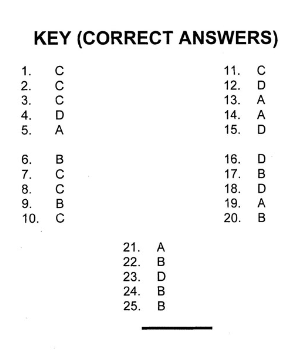 KEY (CORRECT ANSWERS)
1. C 11. C
2. C 12. D
3. C 13. A
4. D 14. A
5. A 15. D
6. B 16. D
7. C 17. B
8. C 18. D
9. B 19. A
10. C 20. B
21. A
22. B
23. D
24. B
25. B